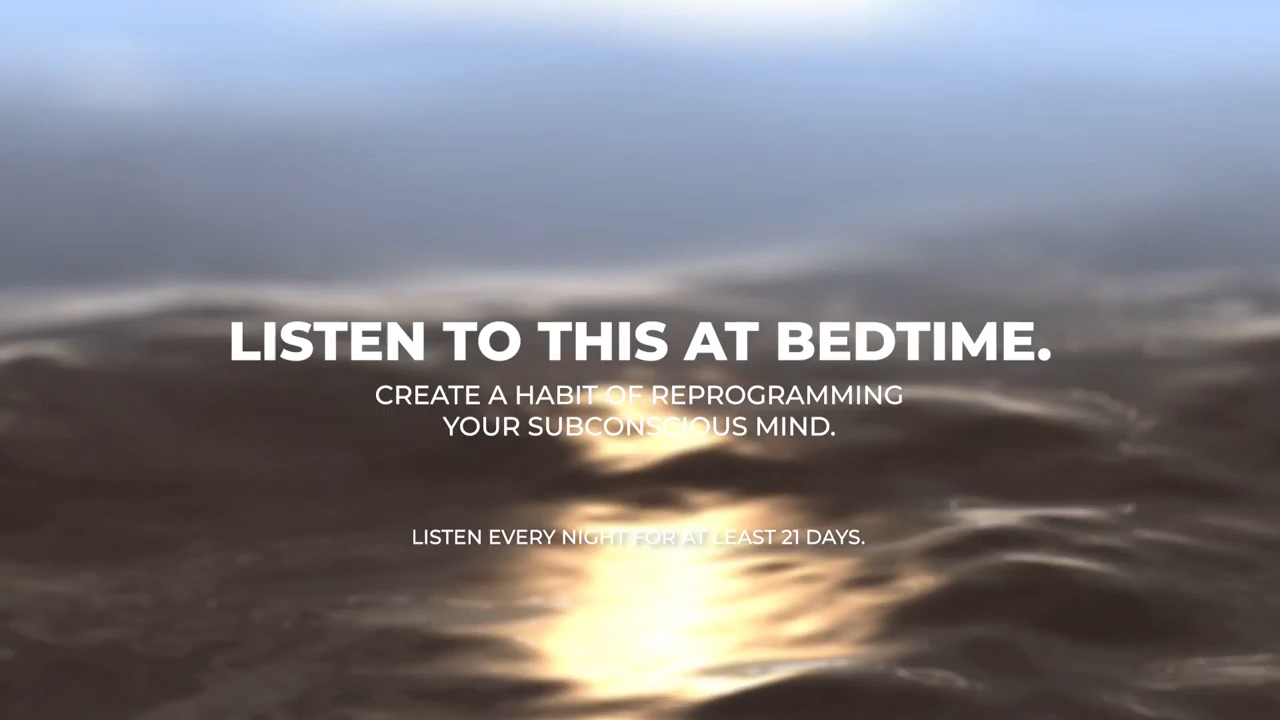 LISTEN TO THIS AT BEDTIME.
CREATE A HABIT OF REPROGRAMMING
YOUR SUBCONSCIOUS MIND.
LISTEN EVERY NIGHT FOR AT LEAST 21 DAYS.